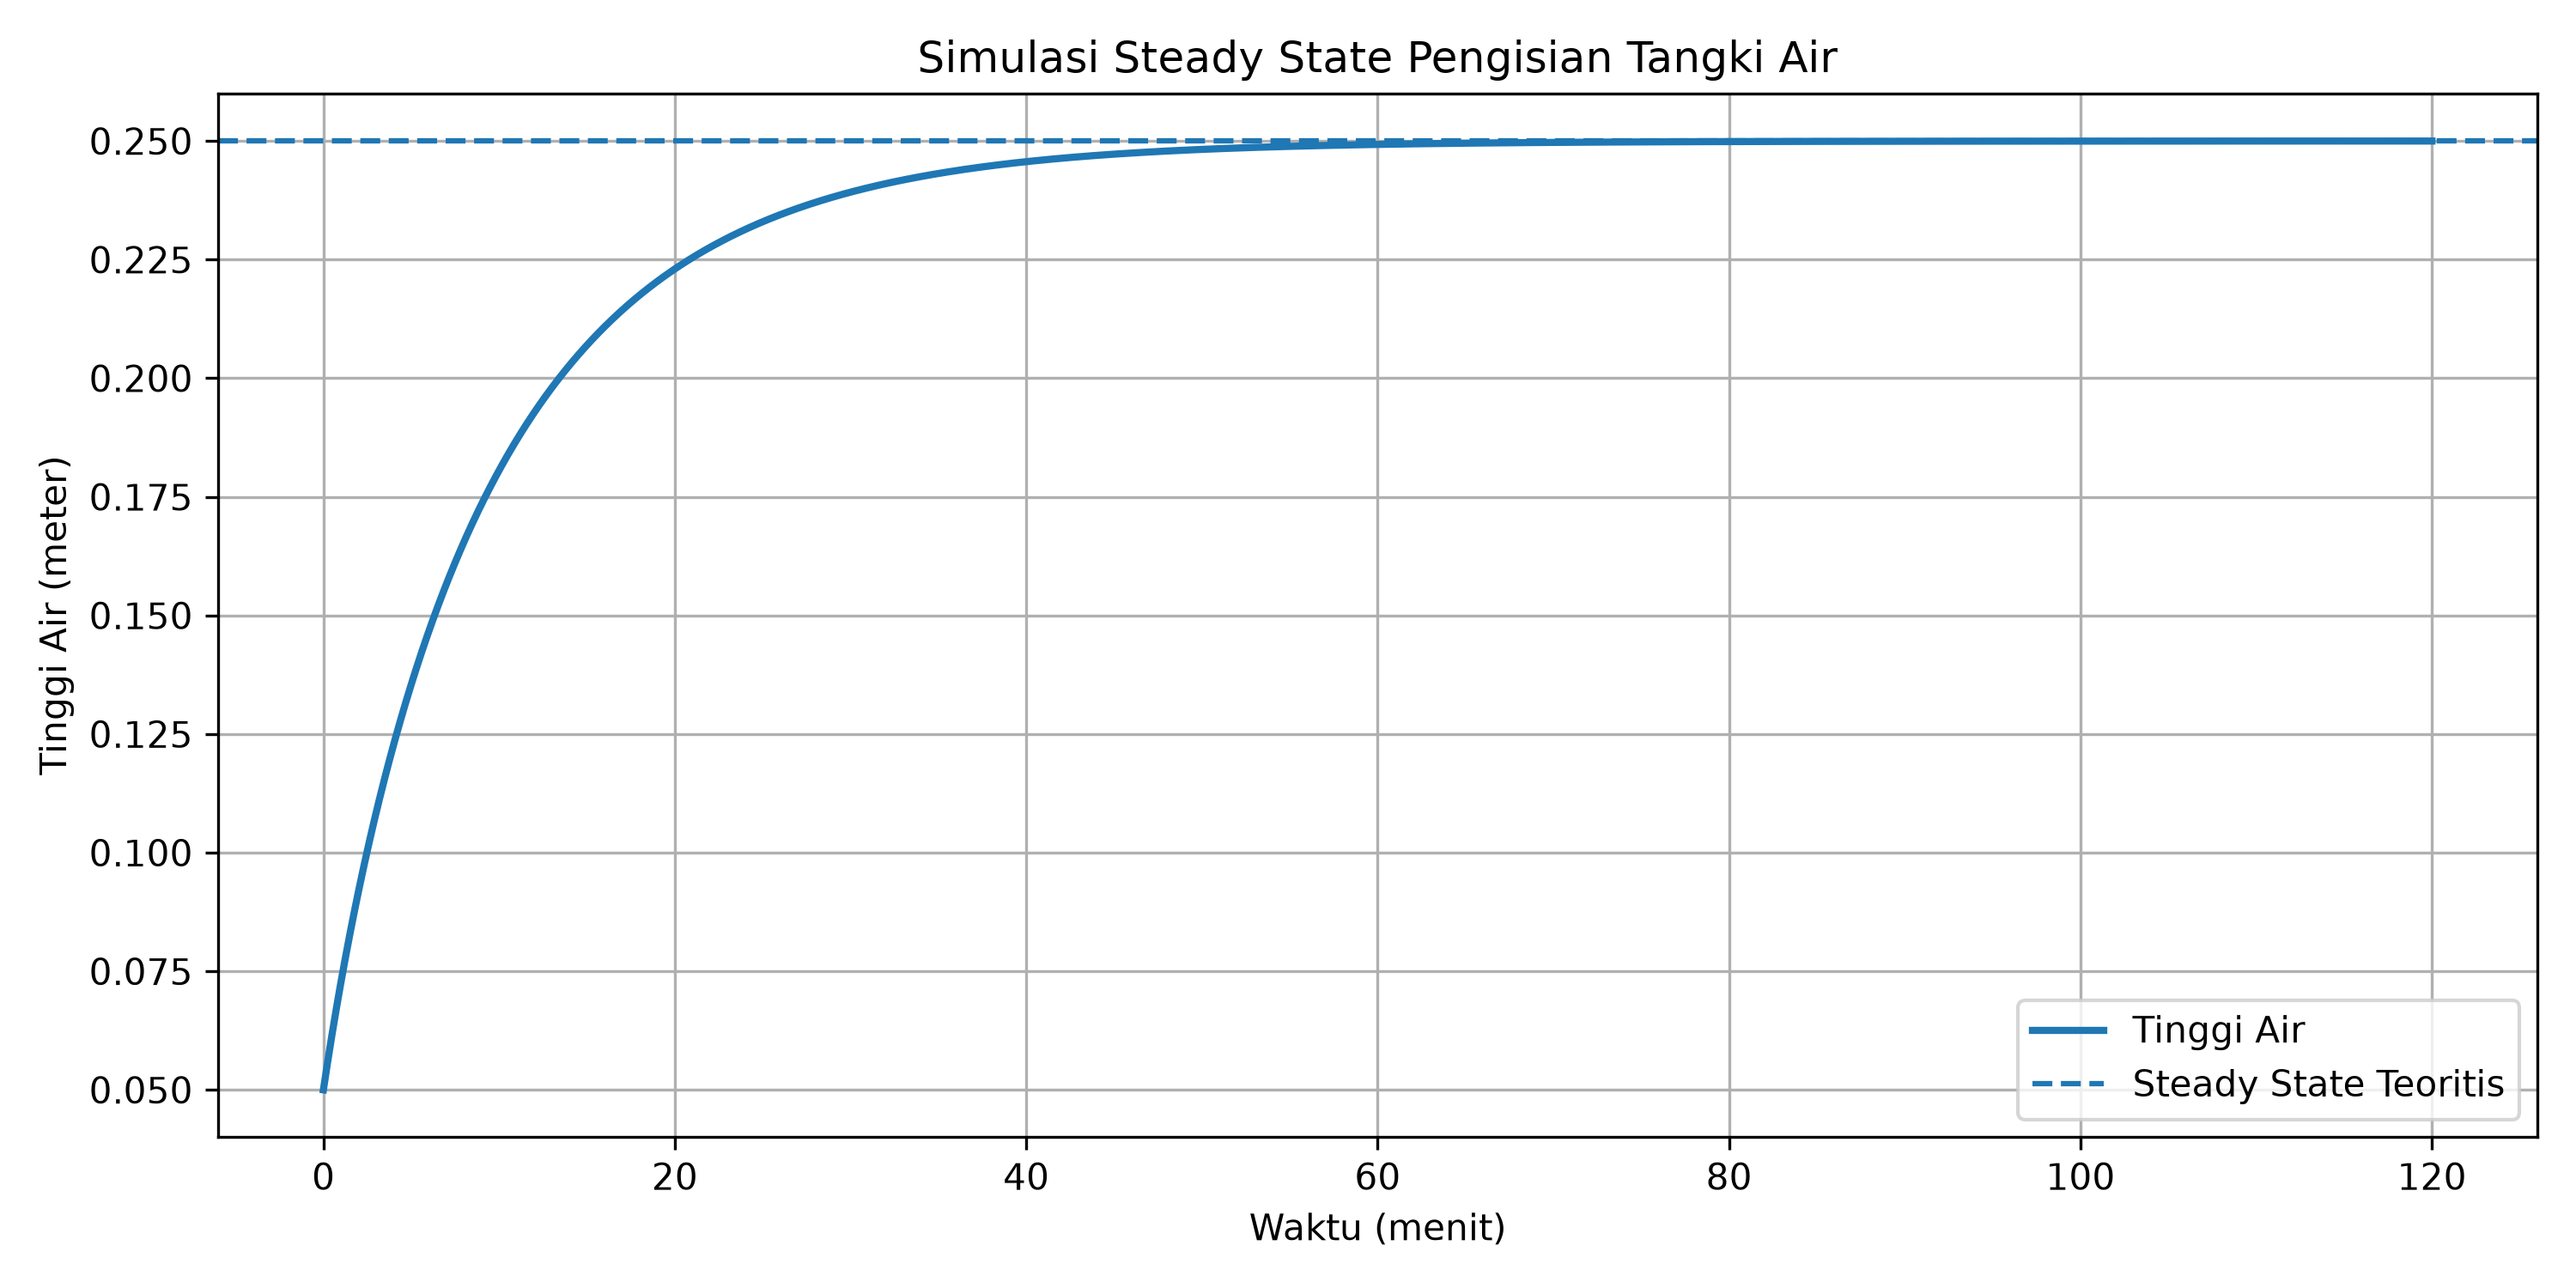 Simulasi Steady State Pengisian Tangki Air
Tinggi Air (meter)
0.250
0.225
0.200
0.175
0.150
0.125
0.100
0.075
0.050
Tinggi Air
Steady State Teoritis
0 20 40 60 80 100 120
Waktu (menit)